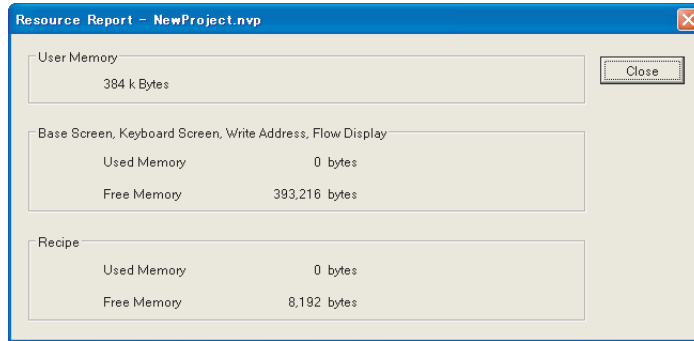 Resource Report - NewProject.nvp
User Memory
384 k Bytes
Close
Base Screen, Keyboard Screen, Write Address, Flow Display
Used Memory 0 bytes
Free Memory 393,216 bytes
Recipe
Used Memory 0 bytes
Free Memory 8,192 bytes